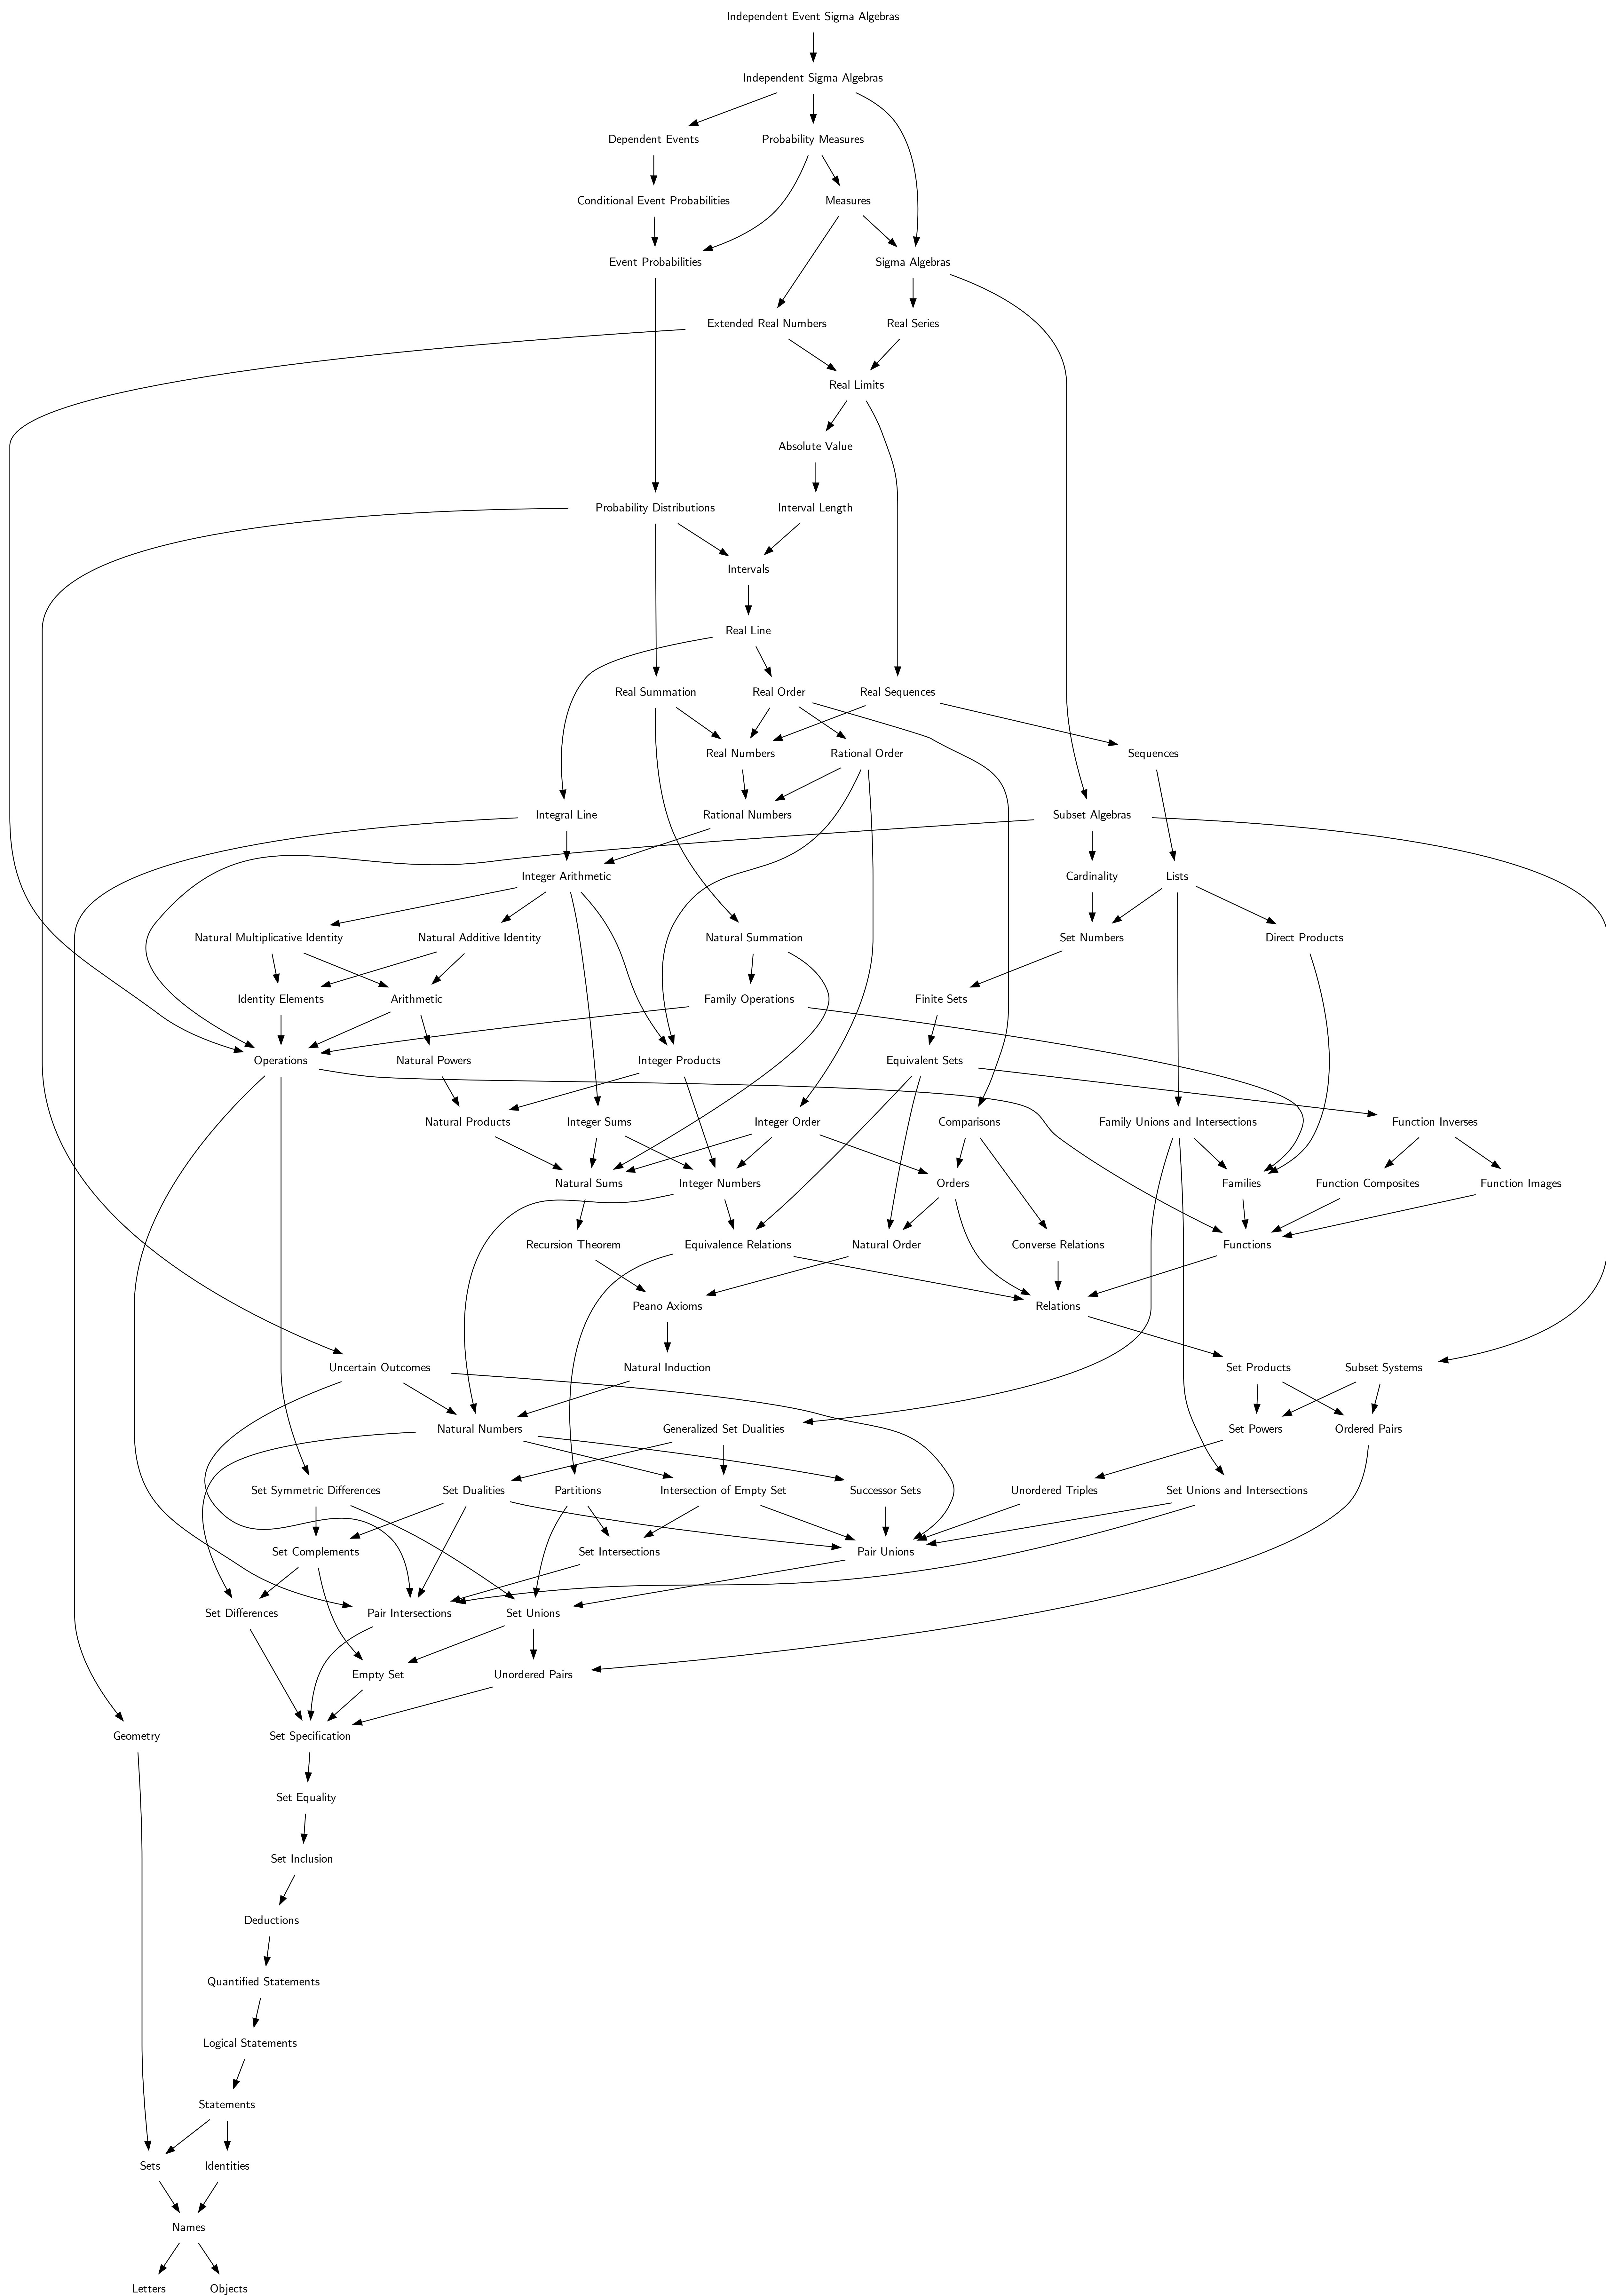 Independent Event Sigma Algebras
Independent Sigma Algebras
Dependent Events
Probability Measures
Conditional Event Probabilities
Measures
Event Probabilities
Sigma Algebras
Extended Real Numbers
Real Series
Real Limits
Absolute Value
Probability Distributions
Interval Length
Intervals
Real Line
Real Summation
Real Order
Real Sequences
Real Numbers
Rational Order
Sequences
Integral Line
Rational Numbers
Subset Algebras
Integer Arithmetic
Cardinality
Lists
Natural Multiplicative Identity
Natural Additive Identity
Natural Summation
Set Numbers
Direct Products
Identity Elements
Arithmetic
Family Operations
Finite Sets
Operations
Natural Powers
Integer Products
Equivalent Sets
Natural Products
Integer Sums
Integer Order
Comparisons
Family Unions and Intersections
Function Inverses
Natural Sums
Integer Numbers
Orders
Families
Function Composites
Function Images
Recursion Theorem
Equivalence Relations
Natural Order
Converse Relations
Functions
Peano Axioms
Relations
Uncertain Outcomes
Natural Induction
Set Products
Subset Systems
Natural Numbers
Generalized Set Dualities
Set Powers
Ordered Pairs
Set Symmetric Differences
Set Dualities
Partitions
Intersection of Empty Set
Successor Sets
Unordered Triples
Set Unions and Intersections
Set Complements
Set Intersections
Pair Unions
Set Differences
Pair Intersections
Set Unions
Empty Set
Unordered Pairs
Geometry
Set Specification
Set Equality
Set Inclusion
Deductions
Quantified Statements
Logical Statements
Statements
Sets
Identities
Names
Letters
Objects